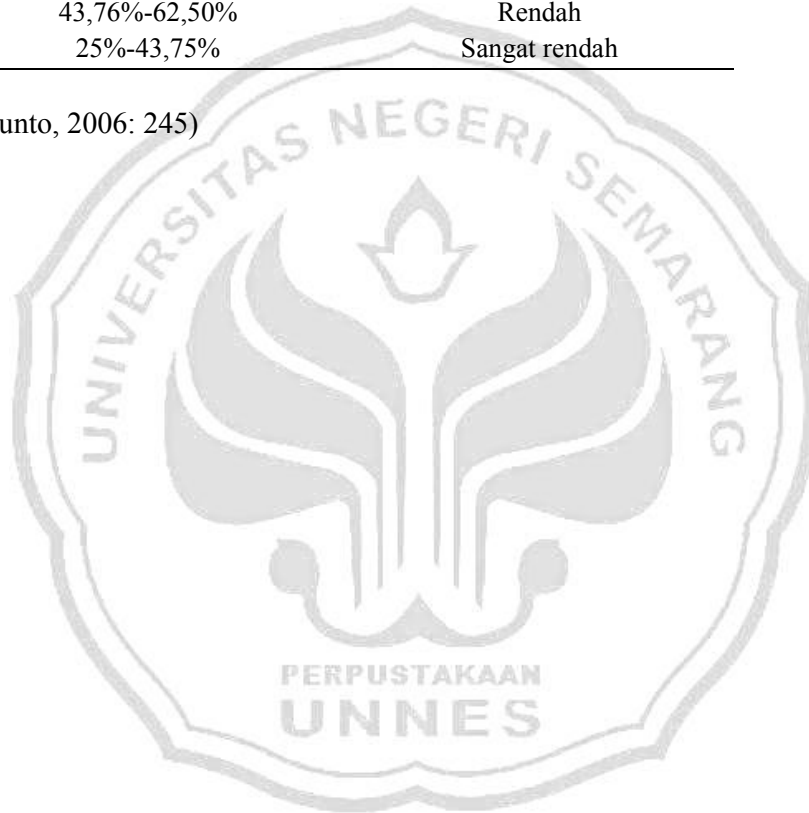 43,76%-62,50% Rendah
25%-43,75% Sangat rendah
unto, 2006: 245)
UNIVERSITAS NEGERI SEMARANG
PERPUSTAKAAN
UNNES